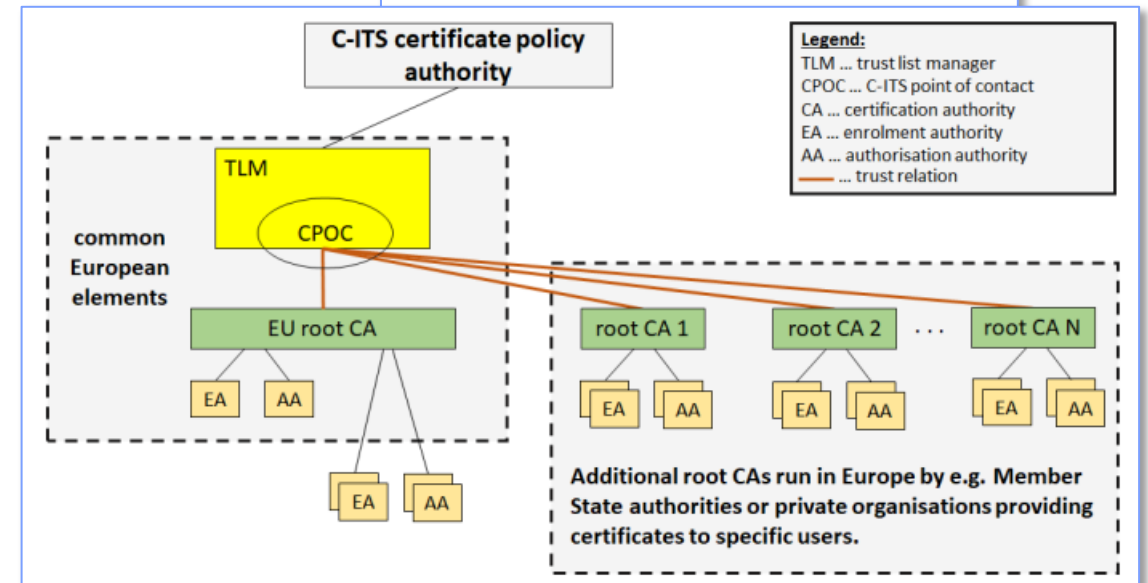 C-ITS certificate policy
authority
Legend:
TLM ... trust list manager
CPOC ... C-ITS point of contact
CA ... certification authority
EA ... enrolment authority
AA ... authorisation authority
... trust relation
TLM
CPOC
common
European
elements
EU root CA
root CA 1
root CA 2
. . .
root CA N
EA
AA
EA
AA
EA
AA
EA
AA
EA
AA
Additional root CAs run in Europe by e.g. Member
State authorities or private organisations providing
certificates to specific users.